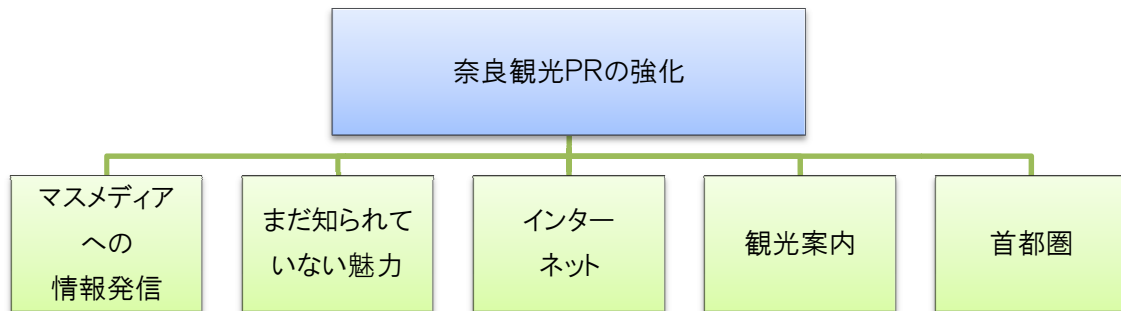 奈良観光PRの強化
マスメディア
への
情報発信
まだ知られて
いない魅力
インター
ネット
観光案内
首都圏